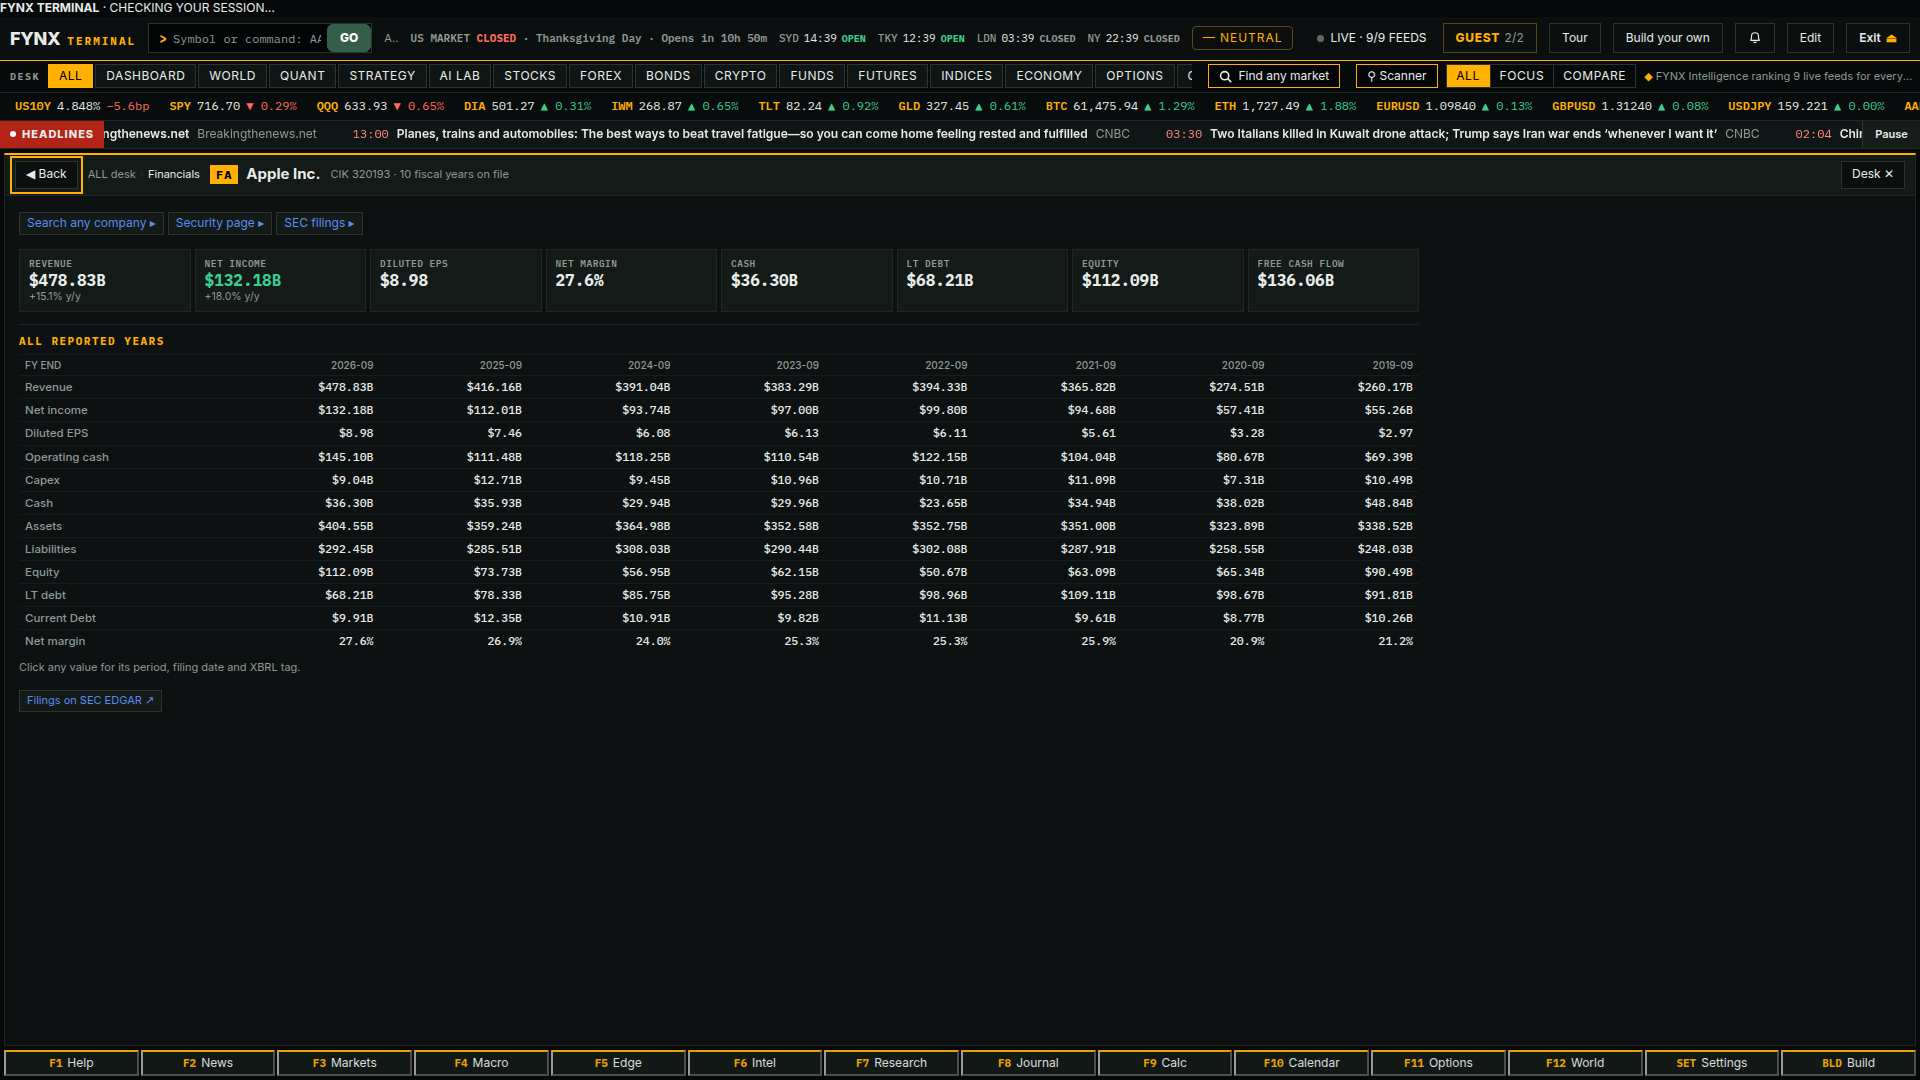 FYNX TERMINAL · CHECKING YOUR SESSION...
FYNX TERMINAL > Symbol or command: AA GO A.. US MARKET CLOSED · Thanksgiving Day · Opens in 10h 50m SYD 14:39 OPEN TKY 12:39 OPEN LDN 03:39 CLOSED NY 22:39 CLOSED — NEUTRAL LIVE · 9/9 FEEDS GUEST 2/2 Tour Build your own Edit Exit ⏏
DESK ALL DASHBOARD WORLD QUANT STRATEGY AI LAB STOCKS FOREX BONDS CRYPTO FUNDS FUTURES INDICES ECONOMY OPTIONS Find any market Scanner ALL FOCUS COMPARE ◆ FYNX Intelligence ranking 9 live feeds for every...
US10Y 4.848% -5.6bp SPY 716.70 ▼ 0.29% QQQ 633.93 ▼ 0.65% DIA 501.27 ▲ 0.31% IWM 268.87 ▲ 0.65% TLT 82.24 ▲ 0.92% GLD 327.45 ▲ 0.61% BTC 61,475.94 ▲ 1.29% ETH 1,727.49 ▲ 1.88% EURUSD 1.09840 ▲ 0.13% GBPUSD 1.31240 ▲ 0.08% USDJPY 159.221 ▲ 0.00% AA
HEADLINES ngthenews.net Breakingthenews.net 13:00 Planes, trains and automobiles: The best ways to beat travel fatigue—so you can come home feeling rested and fulfilled CNBC 03:30 Two Italians killed in Kuwait drone attack; Trump says Iran war ends ‘whenever I want it’ CNBC 02:04 Chin Pause
◀ Back ALL desk · Financials FA Apple Inc. CIK 320193 · 10 fiscal years on file Desk ✕
Search any company ▸ Security page ▸ SEC filings ▸
REVENUE NET INCOME DILUTED EPS NET MARGIN CASH LT DEBT EQUITY FREE CASH FLOW
$478.83B $132.18B $8.98 27.6% $36.30B $68.21B $112.09B $136.06B
+15.1% y/y +18.0% y/y
ALL REPORTED YEARS
FY END 2026-09 2025-09 2024-09 2023-09 2022-09 2021-09 2020-09 2019-09
Revenue $478.83B $416.16B $391.04B $383.29B $394.33B $365.82B $274.51B $260.17B
Net income $132.18B $112.01B $93.74B $97.00B $99.80B $94.68B $57.41B $55.26B
Diluted EPS $8.98 $7.46 $6.08 $6.13 $6.11 $5.61 $3.28 $2.97
Operating cash $145.10B $111.48B $118.25B $110.54B $122.15B $104.04B $80.67B $69.39B
Capex $9.04B $12.71B $9.45B $10.96B $10.71B $11.09B $7.31B $10.49B
Cash $36.30B $35.93B $29.94B $29.96B $23.65B $34.94B $38.02B $48.84B
Assets $404.55B $359.24B $364.98B $352.58B $352.75B $351.00B $323.89B $338.52B
Liabilities $292.45B $285.51B $308.03B $290.44B $302.08B $287.91B $258.55B $248.03B
Equity $112.09B $73.73B $56.95B $62.15B $50.67B $63.09B $65.34B $90.49B
LT debt $68.21B $78.33B $85.75B $95.28B $98.96B $109.11B $98.67B $91.81B
Current Debt $9.91B $12.35B $10.91B $9.82B $11.13B $9.61B $8.77B $10.26B
Net margin 27.6% 26.9% 24.0% 25.3% 25.3% 25.9% 20.9% 21.2%
Click any value for its period, filing date and XBRL tag.
Filings on SEC EDGAR ↗
F1 Help F2 News F3 Markets F4 Macro F5 Edge F6 Intel F7 Research F8 Journal F9 Calc F10 Calendar F11 Options F12 World SET Settings BLD Build